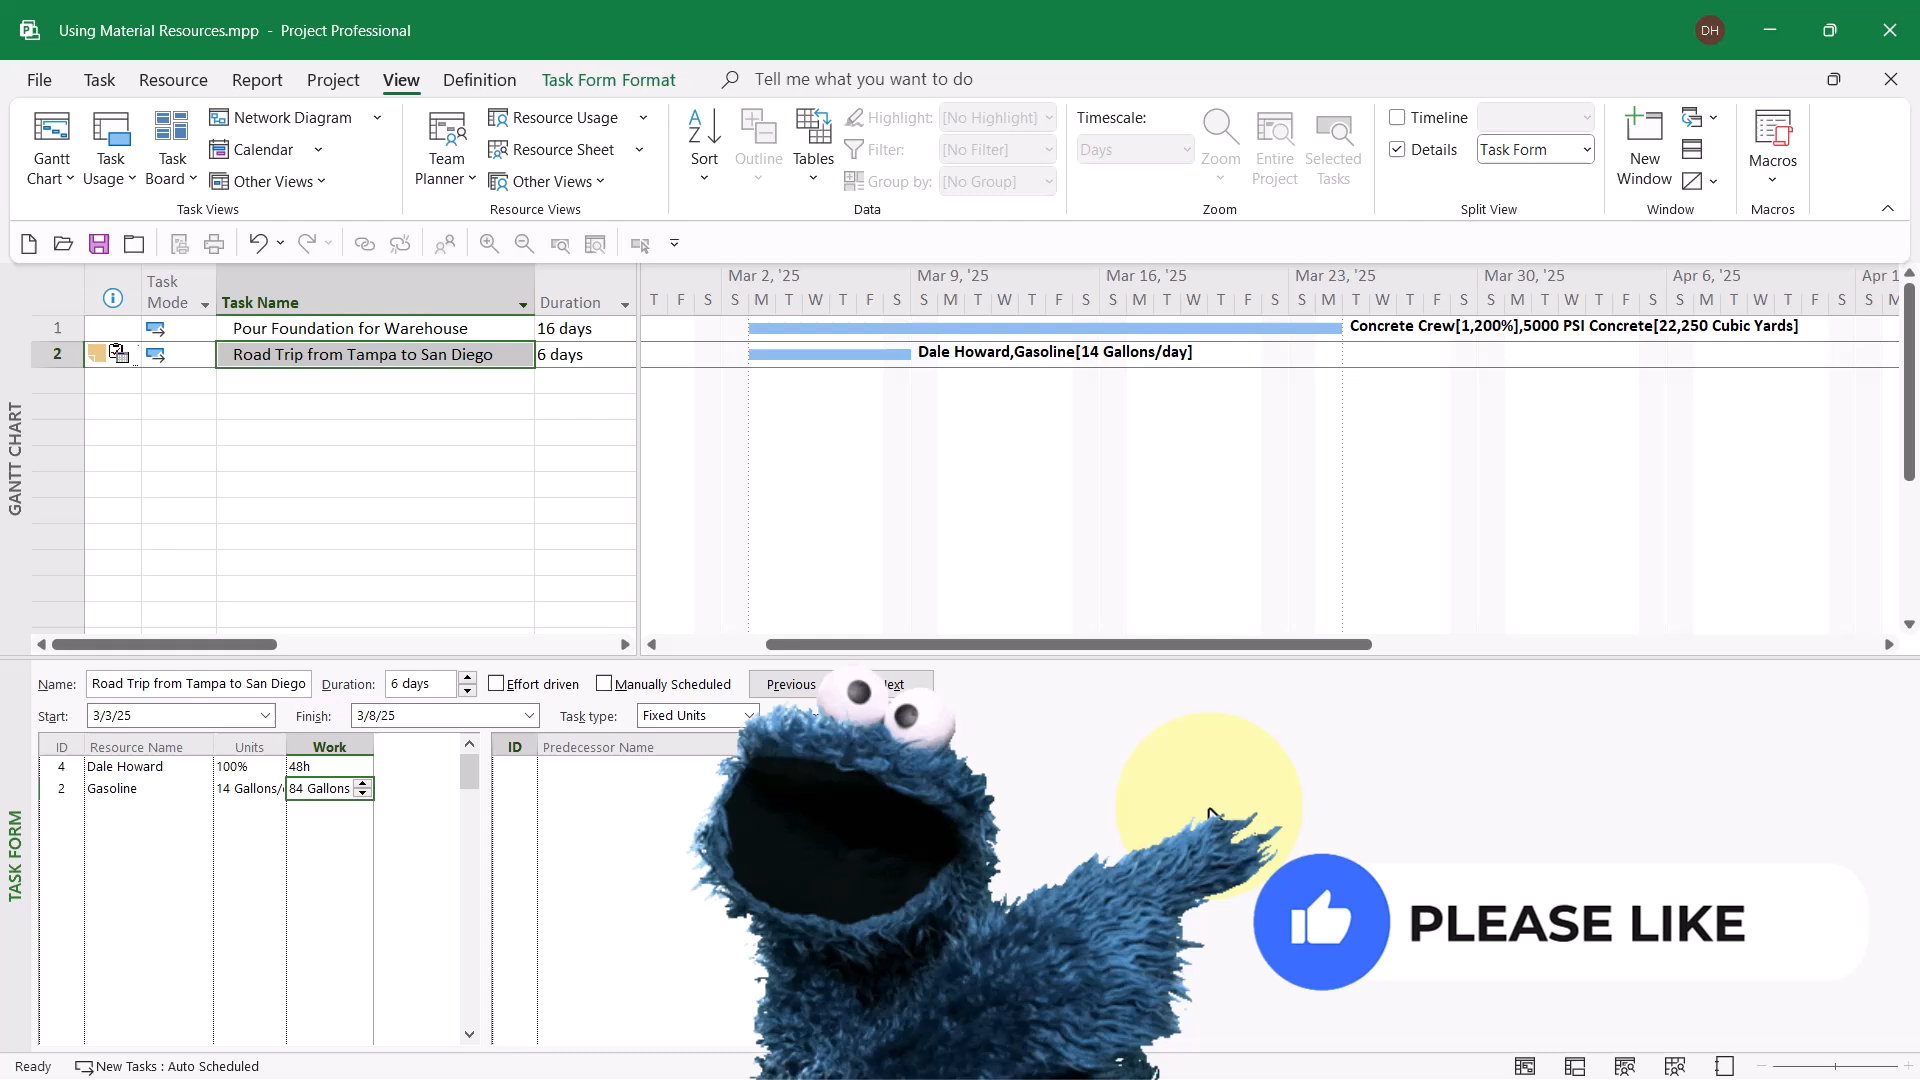 Using Material Resources.mpp - Project Professional
DH
File Task Resource Report Project View Definition Task Form Format Tell me what you want to do
Gantt Chart
Task Usage
Task Board
Network Diagram
Calendar
Other Views
Task Views
Team Planner
Resource Usage
Resource Sheet
Other Views
Resource Views
Sort
Outline
Tables
Highlight: [No Highlight]
Filter: [No Filter]
Group by: [No Group]
Data
Timescale:
Days
Zoom
Entire Project
Selected Tasks
Zoom
Timeline
Details Task Form
Split View
New Window
Window
Macros
Macros
Task Mode
Task Name
Duration
Mar 2, '25 Mar 9, '25 Mar 16, '25 Mar 23, '25 Mar 30, '25 Apr 6, '25 Apr 1
T F S S M T W T F S S M T W T F S S M T W T F S S M T W T F S S M T W T F S S M T W T F S S M
1 Pour Foundation for Warehouse 16 days Concrete Crew[1,200%],5000 PSI Concrete[22,250 Cubic Yards]
2 Road Trip from Tampa to San Diego 6 days Dale Howard,Gasoline[14 Gallons/day]
GANTT CHART
TASK FORM
Name: Road Trip from Tampa to San Diego Duration: 6 days Effort driven Manually Scheduled Previous
Start: 3/3/25 Finish: 3/8/25 Task type: Fixed Units
ID Resource Name Units Work ID Predecessor Name
4 Dale Howard 100% 48h
2 Gasoline 14 Gallons/ 84 Gallons
PLEASE LIKE
Ready New Tasks : Auto Scheduled